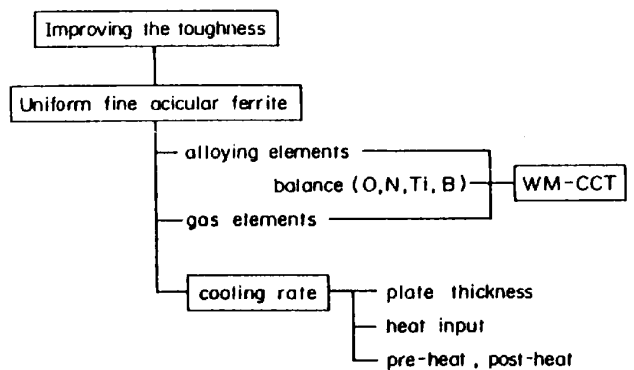 Improving the toughness
Uniform fine acicular ferrite
alloying elements
balance (O,N,Ti,B)
WM-CCT
gas elements
cooling rate
plate thickness
heat input
pre-heat, post-heat